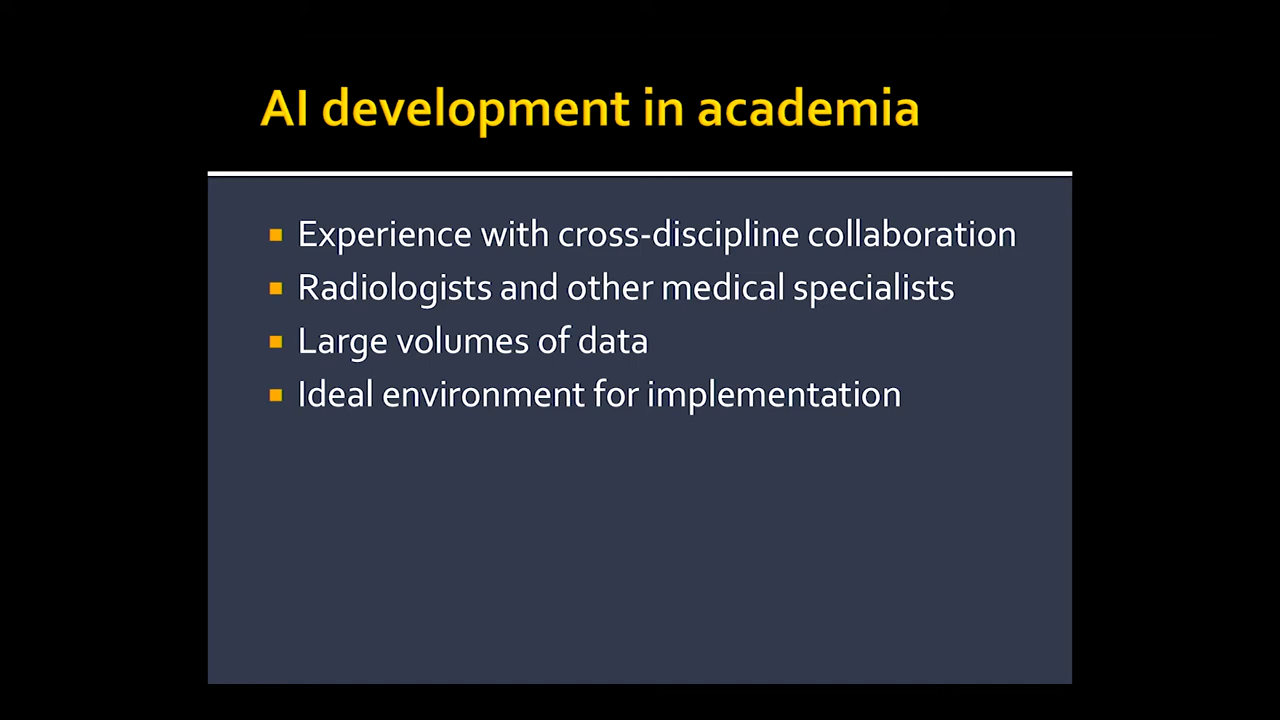 AI development in academia
Experience with cross-discipline collaboration
Radiologists and other medical specialists
Large volumes of data
Ideal environment for implementation